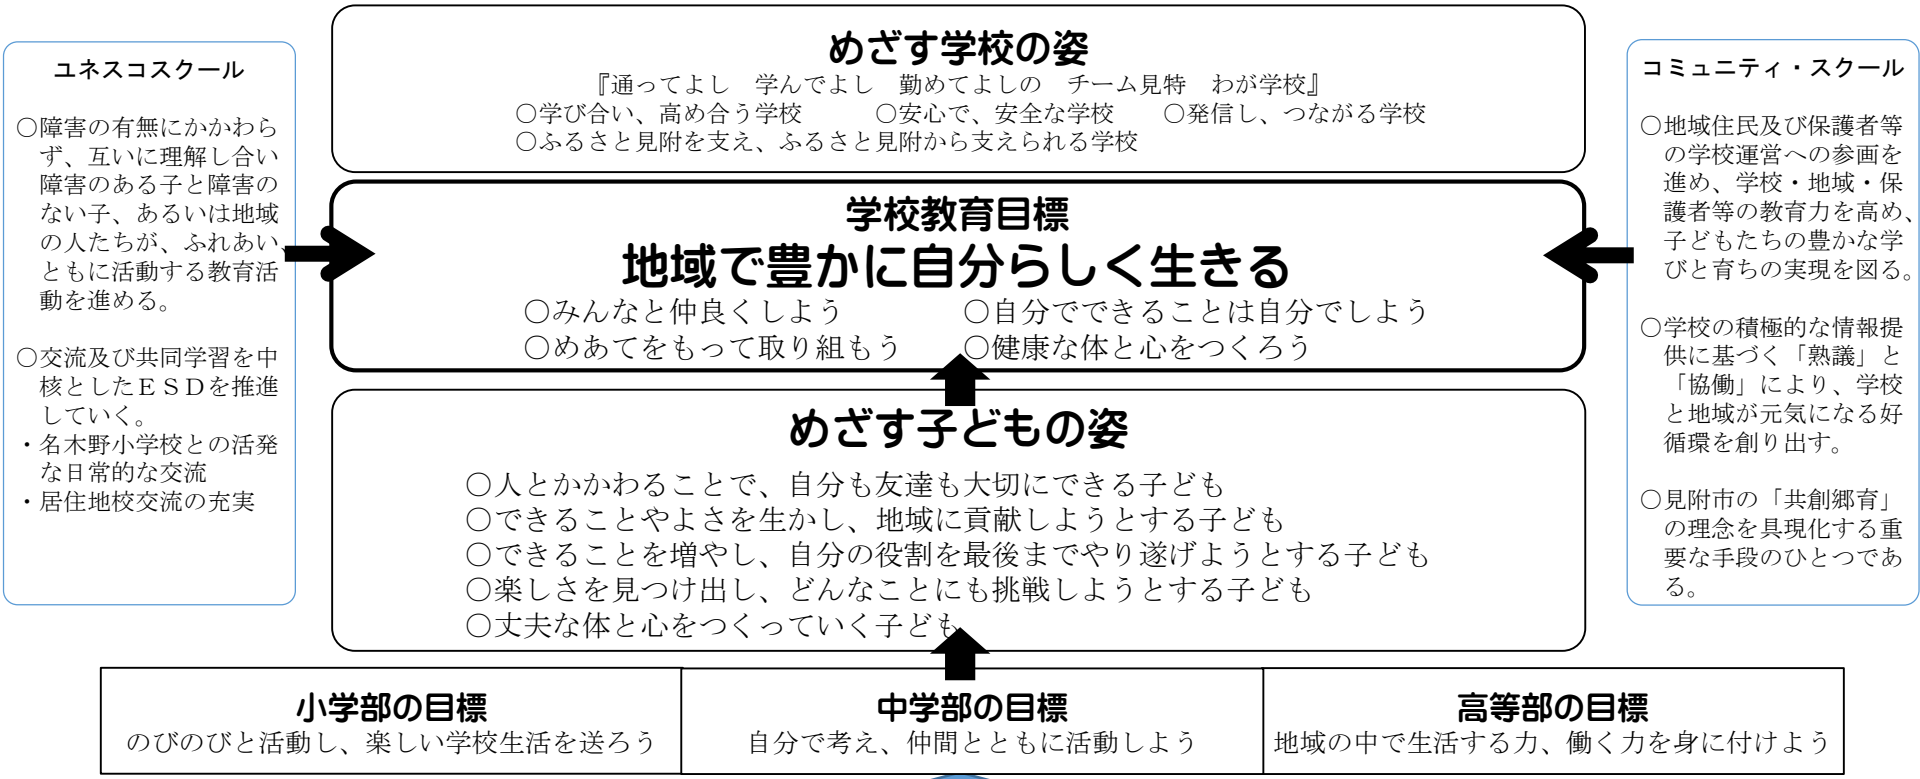 めざす学校の姿
『通ってよし　学んでよし　勤めてよしの　チーム見特　わが学校』
○学び合い、高め合う学校　　　○安心で、安全な学校　　○発信し、つながる学校
○ふるさと見附を支え、ふるさと見附から支えられる学校
ユネスコスクール
○障害の有無にかかわら
ず、互いに理解し合い
障害のある子と障害の
ない子、あるいは地域
の人たちが、ふれあい、
ともに活動する教育活
動を進める。
○交流及び共同学習を中
核としたＥＳＤを推進
していく。
・名木野小学校との活発
な日常的な交流
・居住地校交流の充実
学校教育目標
地域で豊かに自分らしく生きる
○みんなと仲良くしよう　　　　○自分でできることは自分でしよう
○めあてをもって取り組もう　　○健康な体と心をつくろう
コミュニティ・スクール
○地域住民及び保護者等
の学校運営への参画を
進め、学校・地域・保
護者等の教育力を高め、
子どもたちの豊かな学
びと育ちの実現を図る。
○学校の積極的な情報提
供に基づく「熟議」と
「協働」により、学校
と地域が元気になる好
循環を創り出す。
○見附市の「共創郷育」
の理念を具現化する重
要な手段のひとつであ
る。
めざす子どもの姿
○人とかかわることで、自分も友達も大切にできる子ども
○できることやよさを生かし、地域に貢献しようとする子ども
○できることを増やし、自分の役割を最後までやり遂げようとする子ども
○楽しさを見つけ出し、どんなことにも挑戦しようとする子ども
○丈夫な体と心をつくっていく子ども
小学部の目標
のびのびと活動し、楽しい学校生活を送ろう
中学部の目標
自分で考え、仲間とともに活動しよう
高等部の目標
地域の中で生活する力、働く力を身に付けよう